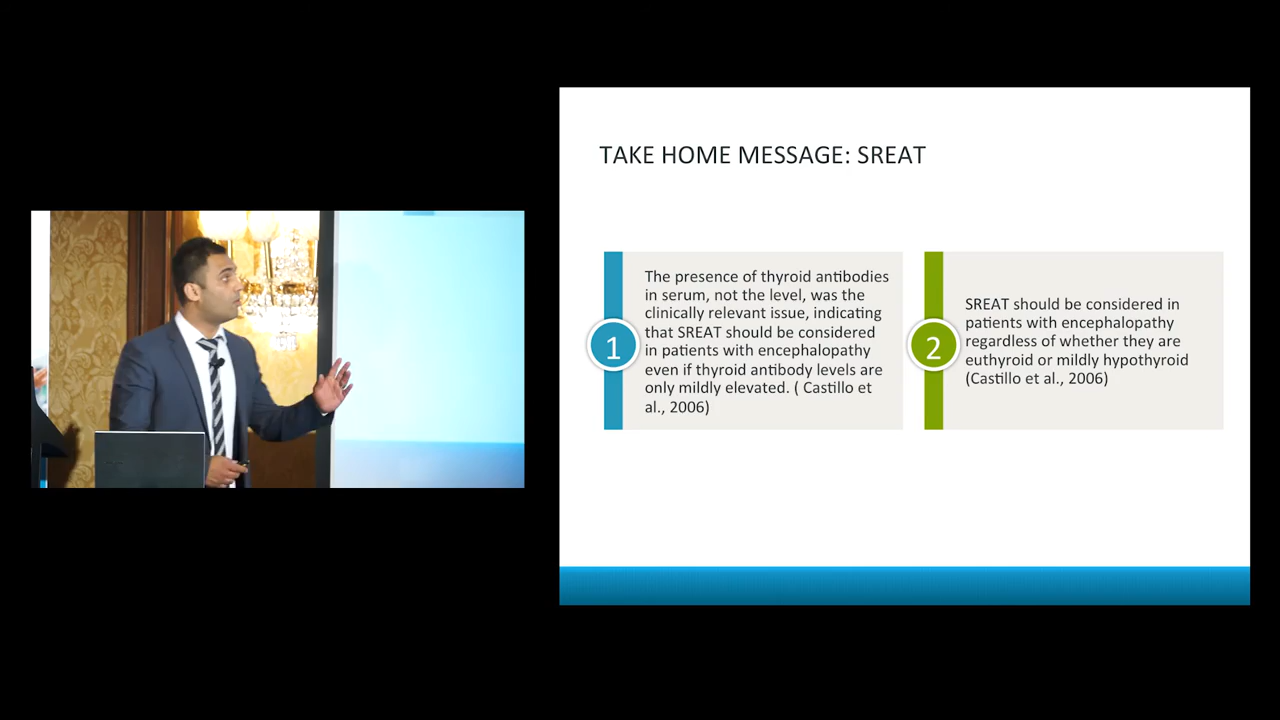 TAKE HOME MESSAGE: SREAT
1
The presence of thyroid antibodies
in serum, not the level, was the
clinically relevant issue, indicating
that SREAT should be considered
in patients with encephalopathy
even if thyroid antibody levels are
only mildly elevated. ( Castillo et
al., 2006)
2
SREAT should be considered in
patients with encephalopathy
regardless of whether they are
euthyroid or mildly hypothyroid
(Castillo et al., 2006)